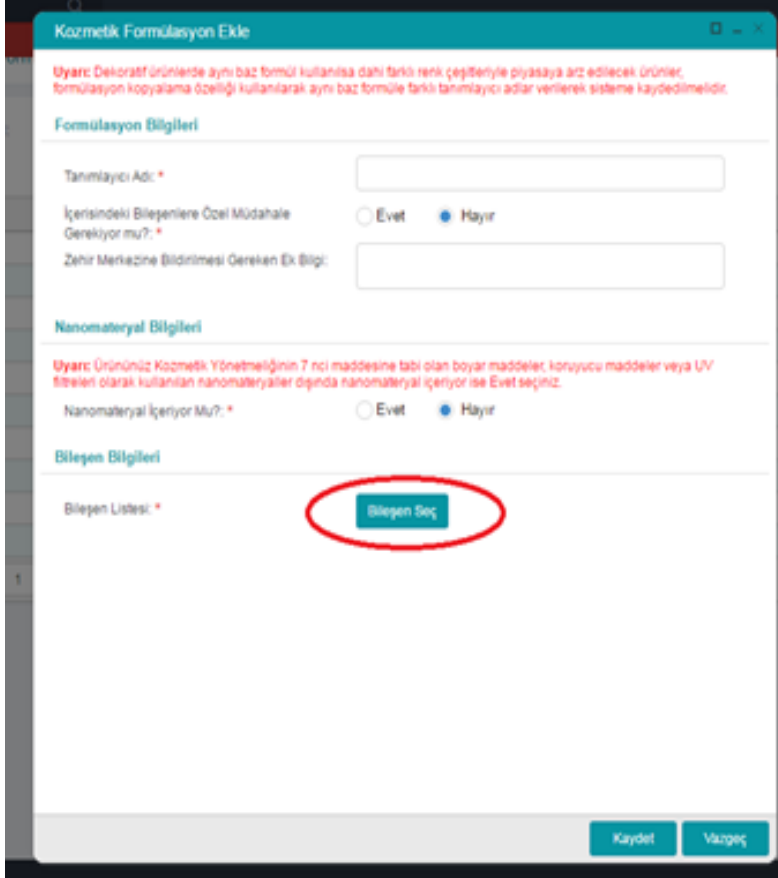 Kozmetik Formülasyon Ekle
Uyarı: Dekoratif ürünlerde aynı baz formül kullanılsa dahi farklı renk çeşitleriyle piyasaya arz edilecek ürünler,
formülasyon kopyalama özelliği kullanılarak aynı baz formüle farklı tanımlayıcı adlar verilerek sisteme kaydedilmelidir.
Formülasyon Bilgileri
Tanımlayıcı Adı: *
İçerisindeki Bileşenlere Özel Müdahale
Gerekiyor mu?: *
Evet Hayır
Zehir Merkezine Bildirilmesi Gereken Ek Bilgi:
Nanomateryal Bilgileri
Uyarı: Ürününüz Kozmetik Yönetmeliğinin 7 nci maddesine tabi olan boyar maddeler, koruyucu maddeler veya UV
filtreleri olarak kullanılan nanomateryaller dışında nanomateryal içeriyor ise Evet seçiniz.
Nanomateryal İçeriyor Mu?: * Evet Hayır
Bileşen Bilgileri
Bileşen Listesi: * Bileşen Seç
1
Kaydet Vazgeç